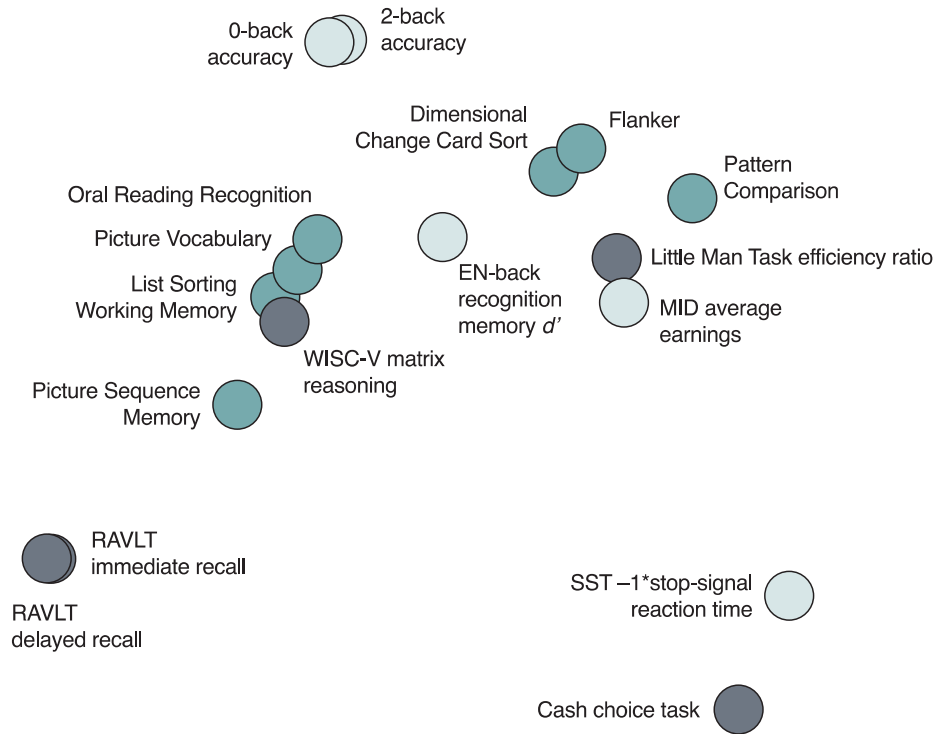 0-back
accuracy
2-back
accuracy
Dimensional
Change Card Sort
Flanker
Pattern
Comparison
Oral Reading Recognition
Picture Vocabulary
List Sorting
Working Memory
EN-back
recognition
memory d’
Little Man Task efficiency ratio
MID average
earnings
WISC-V matrix
reasoning
Picture Sequence
Memory
RAVLT
immediate recall
RAVLT
delayed recall
SST –1*stop-signal
reaction time
Cash choice task